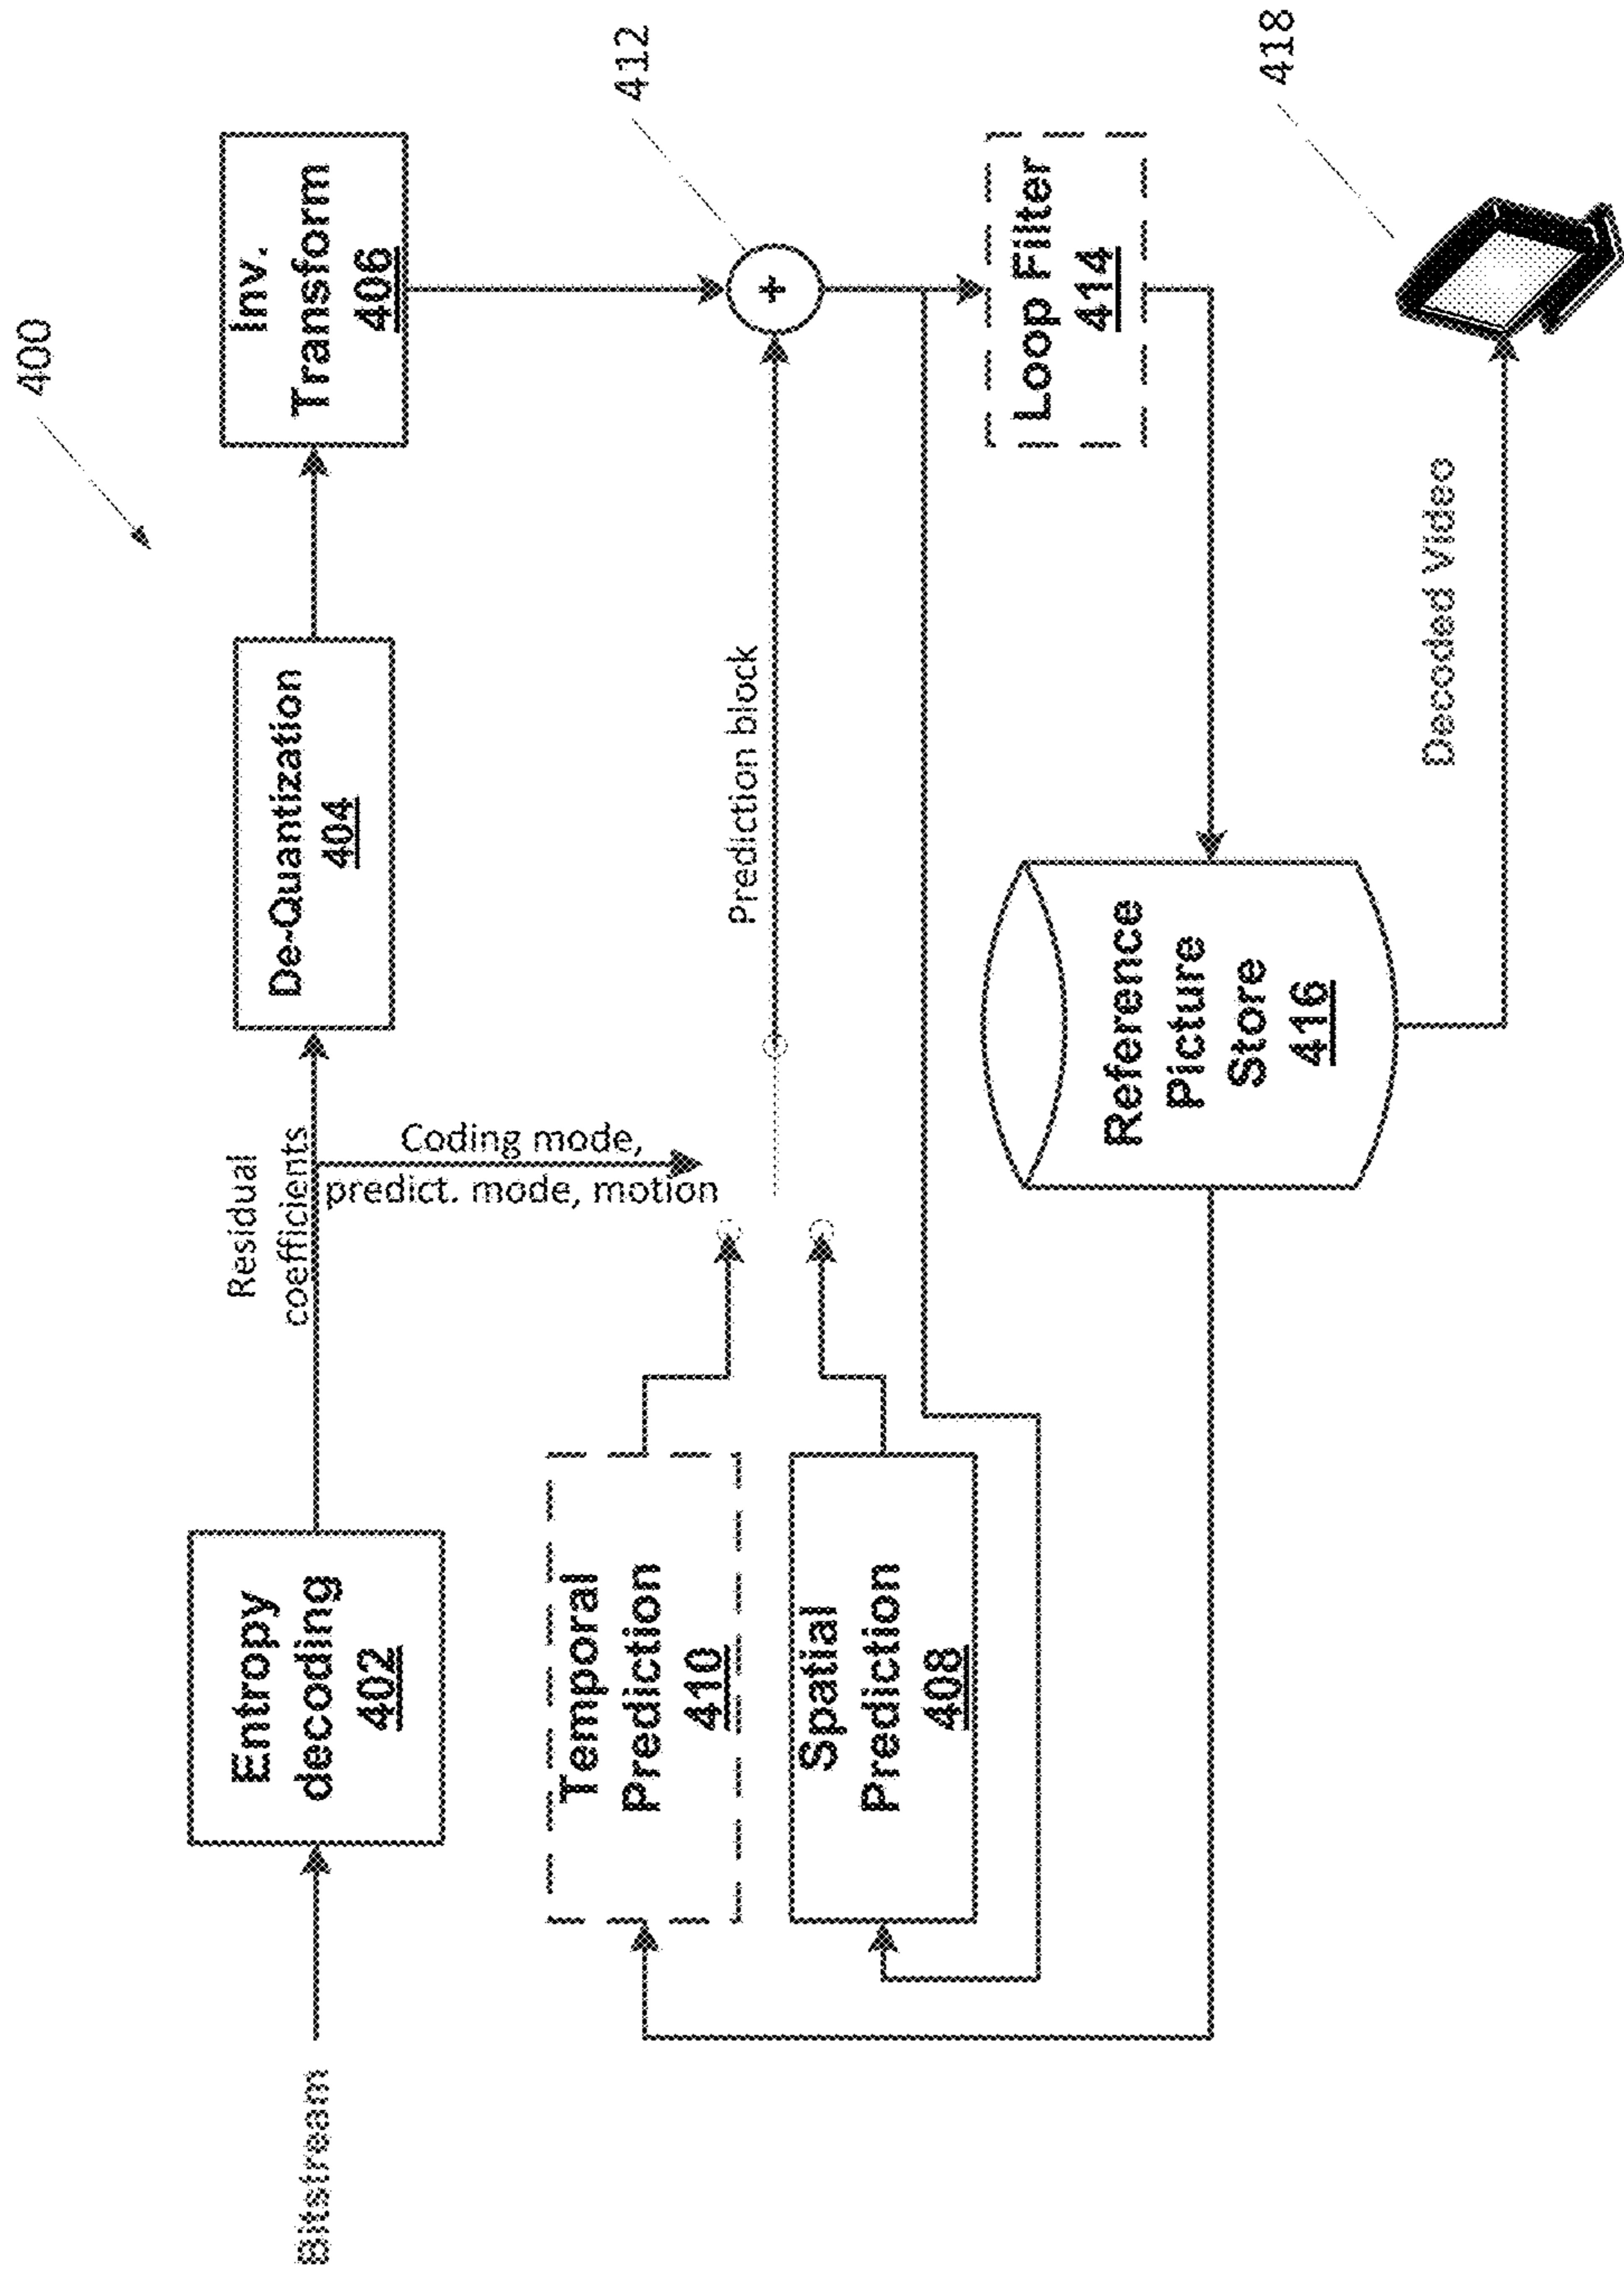 400
Bitstream
Entropy
decoding
402
Residual
coefficients
De-Quantization
404
Inv.
Transform
406
Coding mode,
predict. mode, motion
412
+
Temporal
Prediction
410
Prediction block
Spatial
Prediction
408
Loop Filter
414
Reference
Picture
Store
416
Decoded Video
418